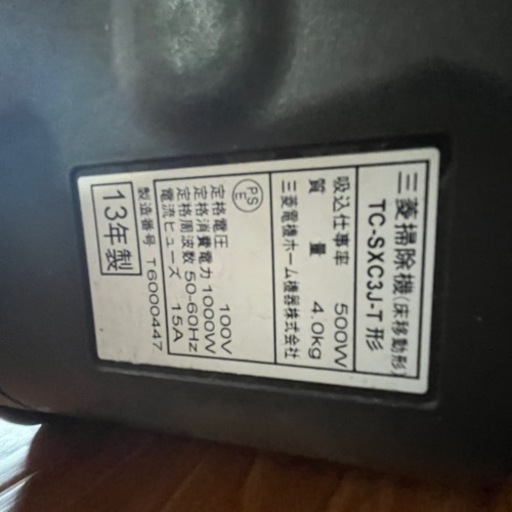 三菱掃除機(床移動形)
TC-SXC3J-T形
吸込仕事率 500W
質量 4.0kg
三菱電機ホーム機器株式会社
PS
E
定格電圧 100V
定格消費電力 1000W
定格周波数 50-60Hz
電流ヒューズ 15A
製造番号 T6000447
13年製